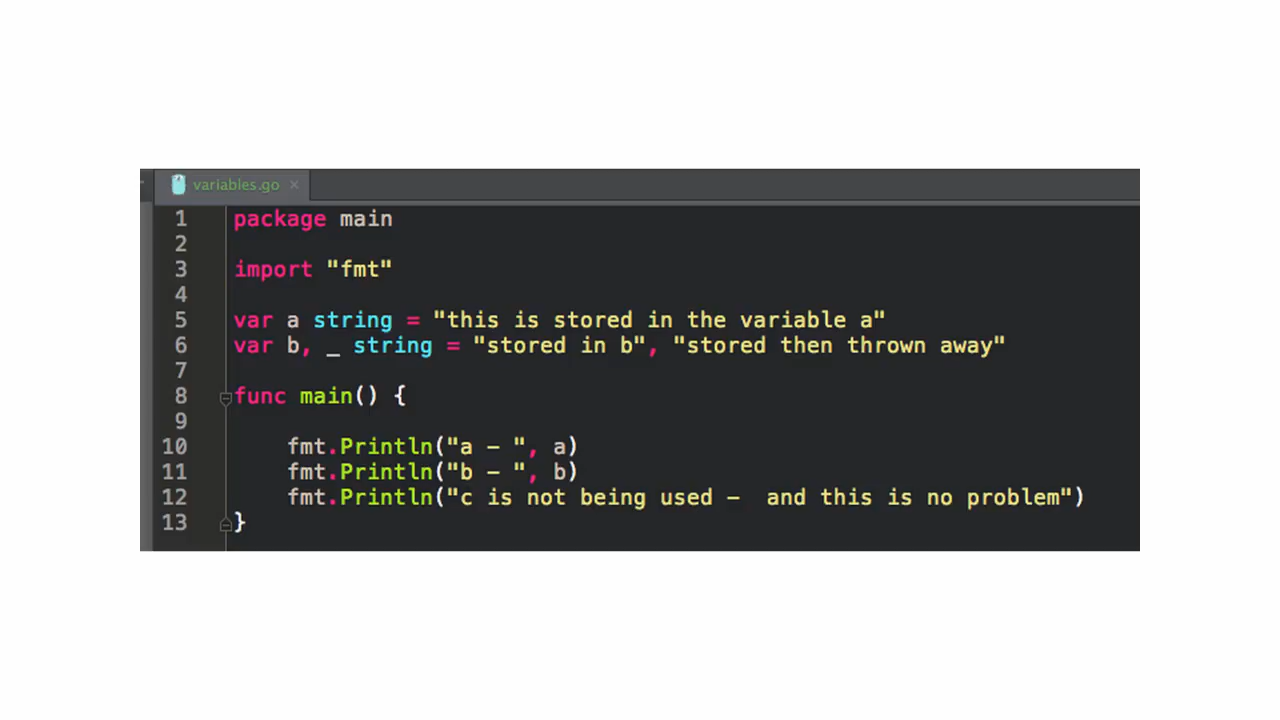 variables.go ×
1 package main
2
3 import "fmt"
4
5 var a string = "this is stored in the variable a"
6 var b, _ string = "stored in b", "stored then thrown away"
7
8 func main() {
9
10 fmt.Println("a – ", a)
11 fmt.Println("b – ", b)
12 fmt.Println("c is not being used –  and this is no problem")
13 }